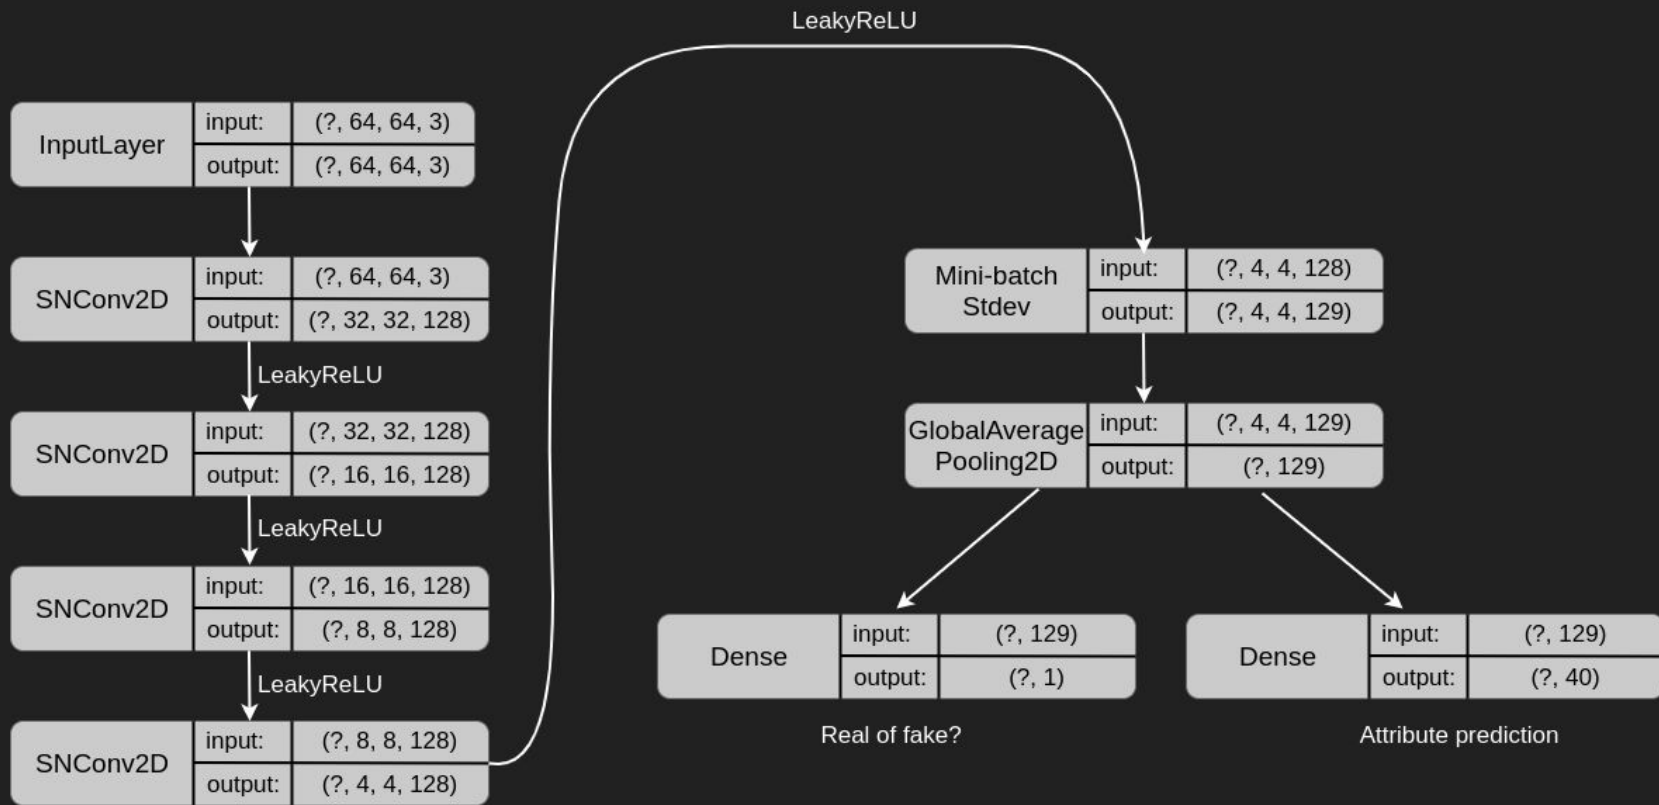 LeakyReLU
InputLayer
input: (?, 64, 64, 3)
output: (?, 64, 64, 3)
SNConv2D
input: (?, 64, 64, 3)
output: (?, 32, 32, 128)
LeakyReLU
SNConv2D
input: (?, 32, 32, 128)
output: (?, 16, 16, 128)
LeakyReLU
SNConv2D
input: (?, 16, 16, 128)
output: (?, 8, 8, 128)
LeakyReLU
SNConv2D
input: (?, 8, 8, 128)
output: (?, 4, 4, 128)
Mini-batch
Stdev
input: (?, 4, 4, 128)
output: (?, 4, 4, 129)
GlobalAverage
Pooling2D
input: (?, 4, 4, 129)
output: (?, 129)
Dense
input: (?, 129)
output: (?, 1)
Real of fake?
Dense
input: (?, 129)
output: (?, 40)
Attribute prediction